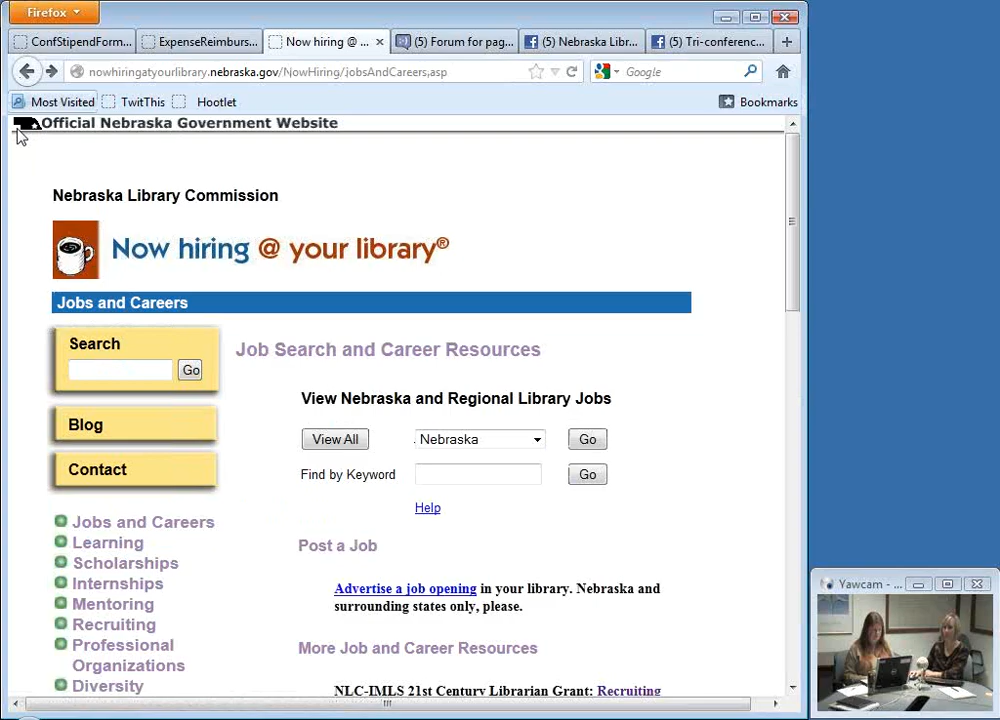 Firefox
ConfStipendForm...
ExpenseReimburs...
Now hiring @ ...
(5) Forum for pag...
(5) Nebraska Libr...
(5) Tri-conferenc...
nowhiringatyourlibrary.nebraska.gov/NowHiring/jobsAndCareers.asp
Google
Most Visited
TwitThis
Hootlet
Bookmarks
Official Nebraska Government Website
Nebraska Library Commission
Now hiring @ your library®
Jobs and Careers
Search
Go
Blog
Contact
Jobs and Careers
Learning
Scholarships
Internships
Mentoring
Recruiting
Professional
Organizations
Diversity
Job Search and Career Resources
View Nebraska and Regional Library Jobs
View All
Nebraska
Go
Find by Keyword
Go
Help
Post a Job
Advertise a job opening in your library. Nebraska and
surrounding states only, please.
More Job and Career Resources
NLC-IMLS 21st Century Librarian Grant: Recruiting
Yawcam - ...